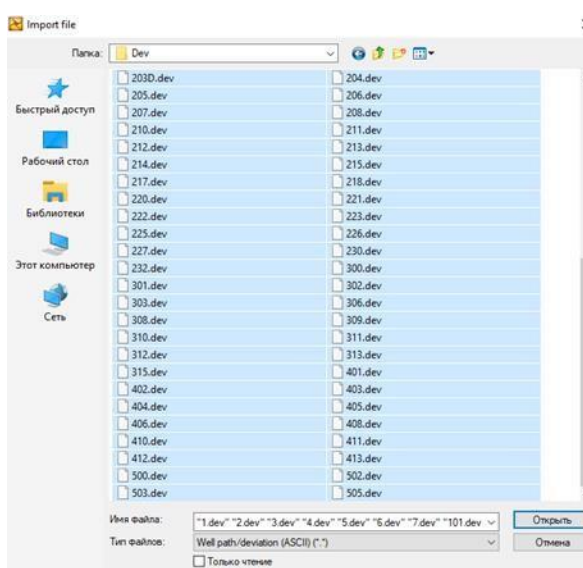 Import file
Папка: Dev
Быстрый доступ
Рабочий стол
Библиотеки
Этот компьютер
Сеть
203D.dev 204.dev
205.dev 206.dev
207.dev 208.dev
210.dev 211.dev
212.dev 213.dev
214.dev 215.dev
217.dev 218.dev
220.dev 221.dev
222.dev 223.dev
225.dev 226.dev
227.dev 230.dev
232.dev 300.dev
301.dev 302.dev
303.dev 306.dev
308.dev 309.dev
310.dev 311.dev
312.dev 313.dev
315.dev 401.dev
402.dev 403.dev
404.dev 405.dev
406.dev 408.dev
410.dev 411.dev
412.dev 413.dev
500.dev 502.dev
503.dev 505.dev
Имя файла: "1.dev" "2.dev" "3.dev" "4.dev" "5.dev" "6.dev" "7.dev" "101.dev Открыть
Тип файлов: Well path/deviation (ASCII) (*.*) Отмена
Только чтение